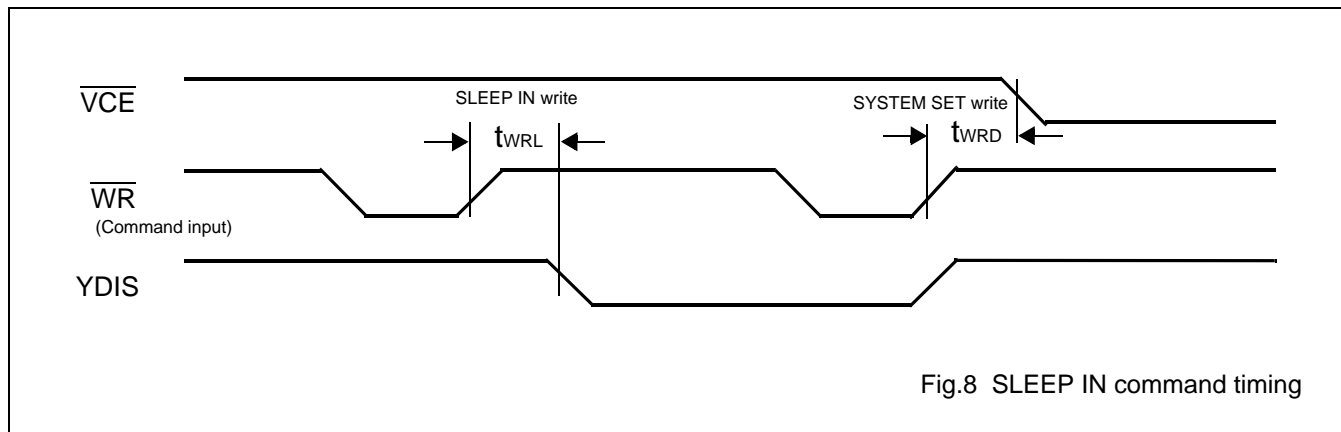 VCE
SLEEP IN write
SYSTEM SET write
tWRL
tWRD
WR
(Command input)
YDIS
Fig.8 SLEEP IN command timing